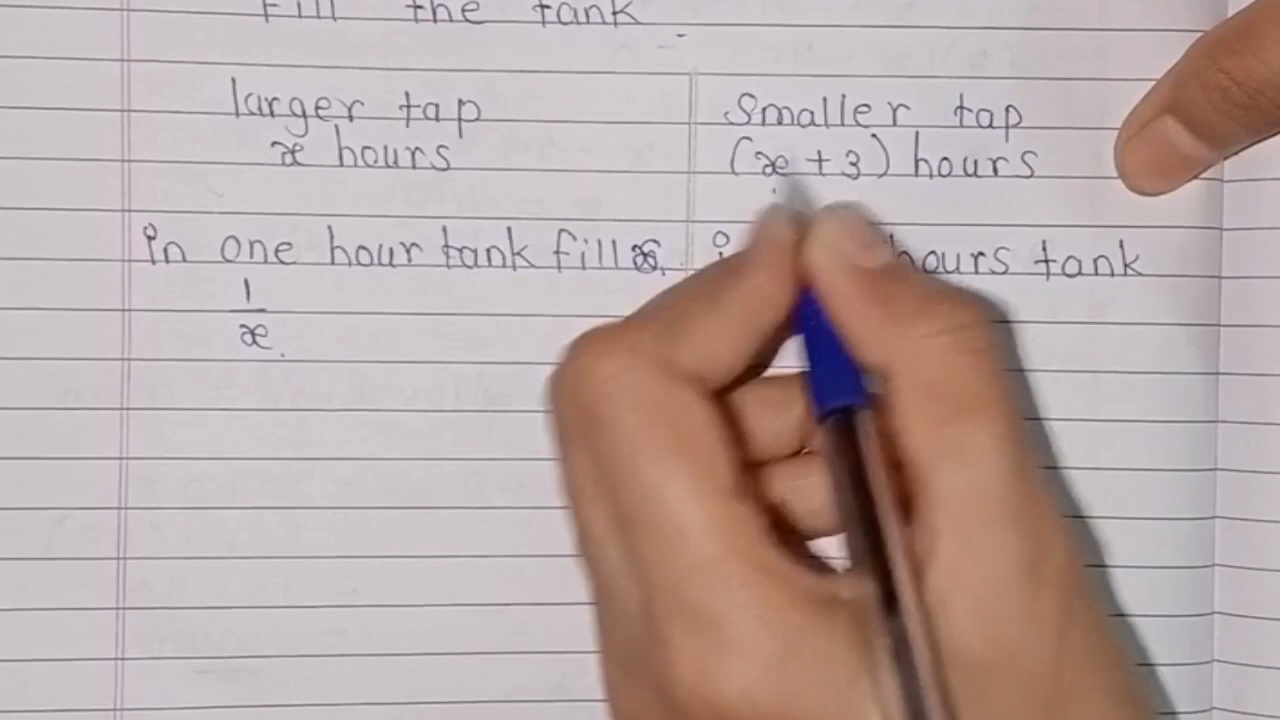 Fill the tank
larger tap
x hours
Smaller tap
(x+3) hours
in one hour tank fills.
1
x.
hours tank